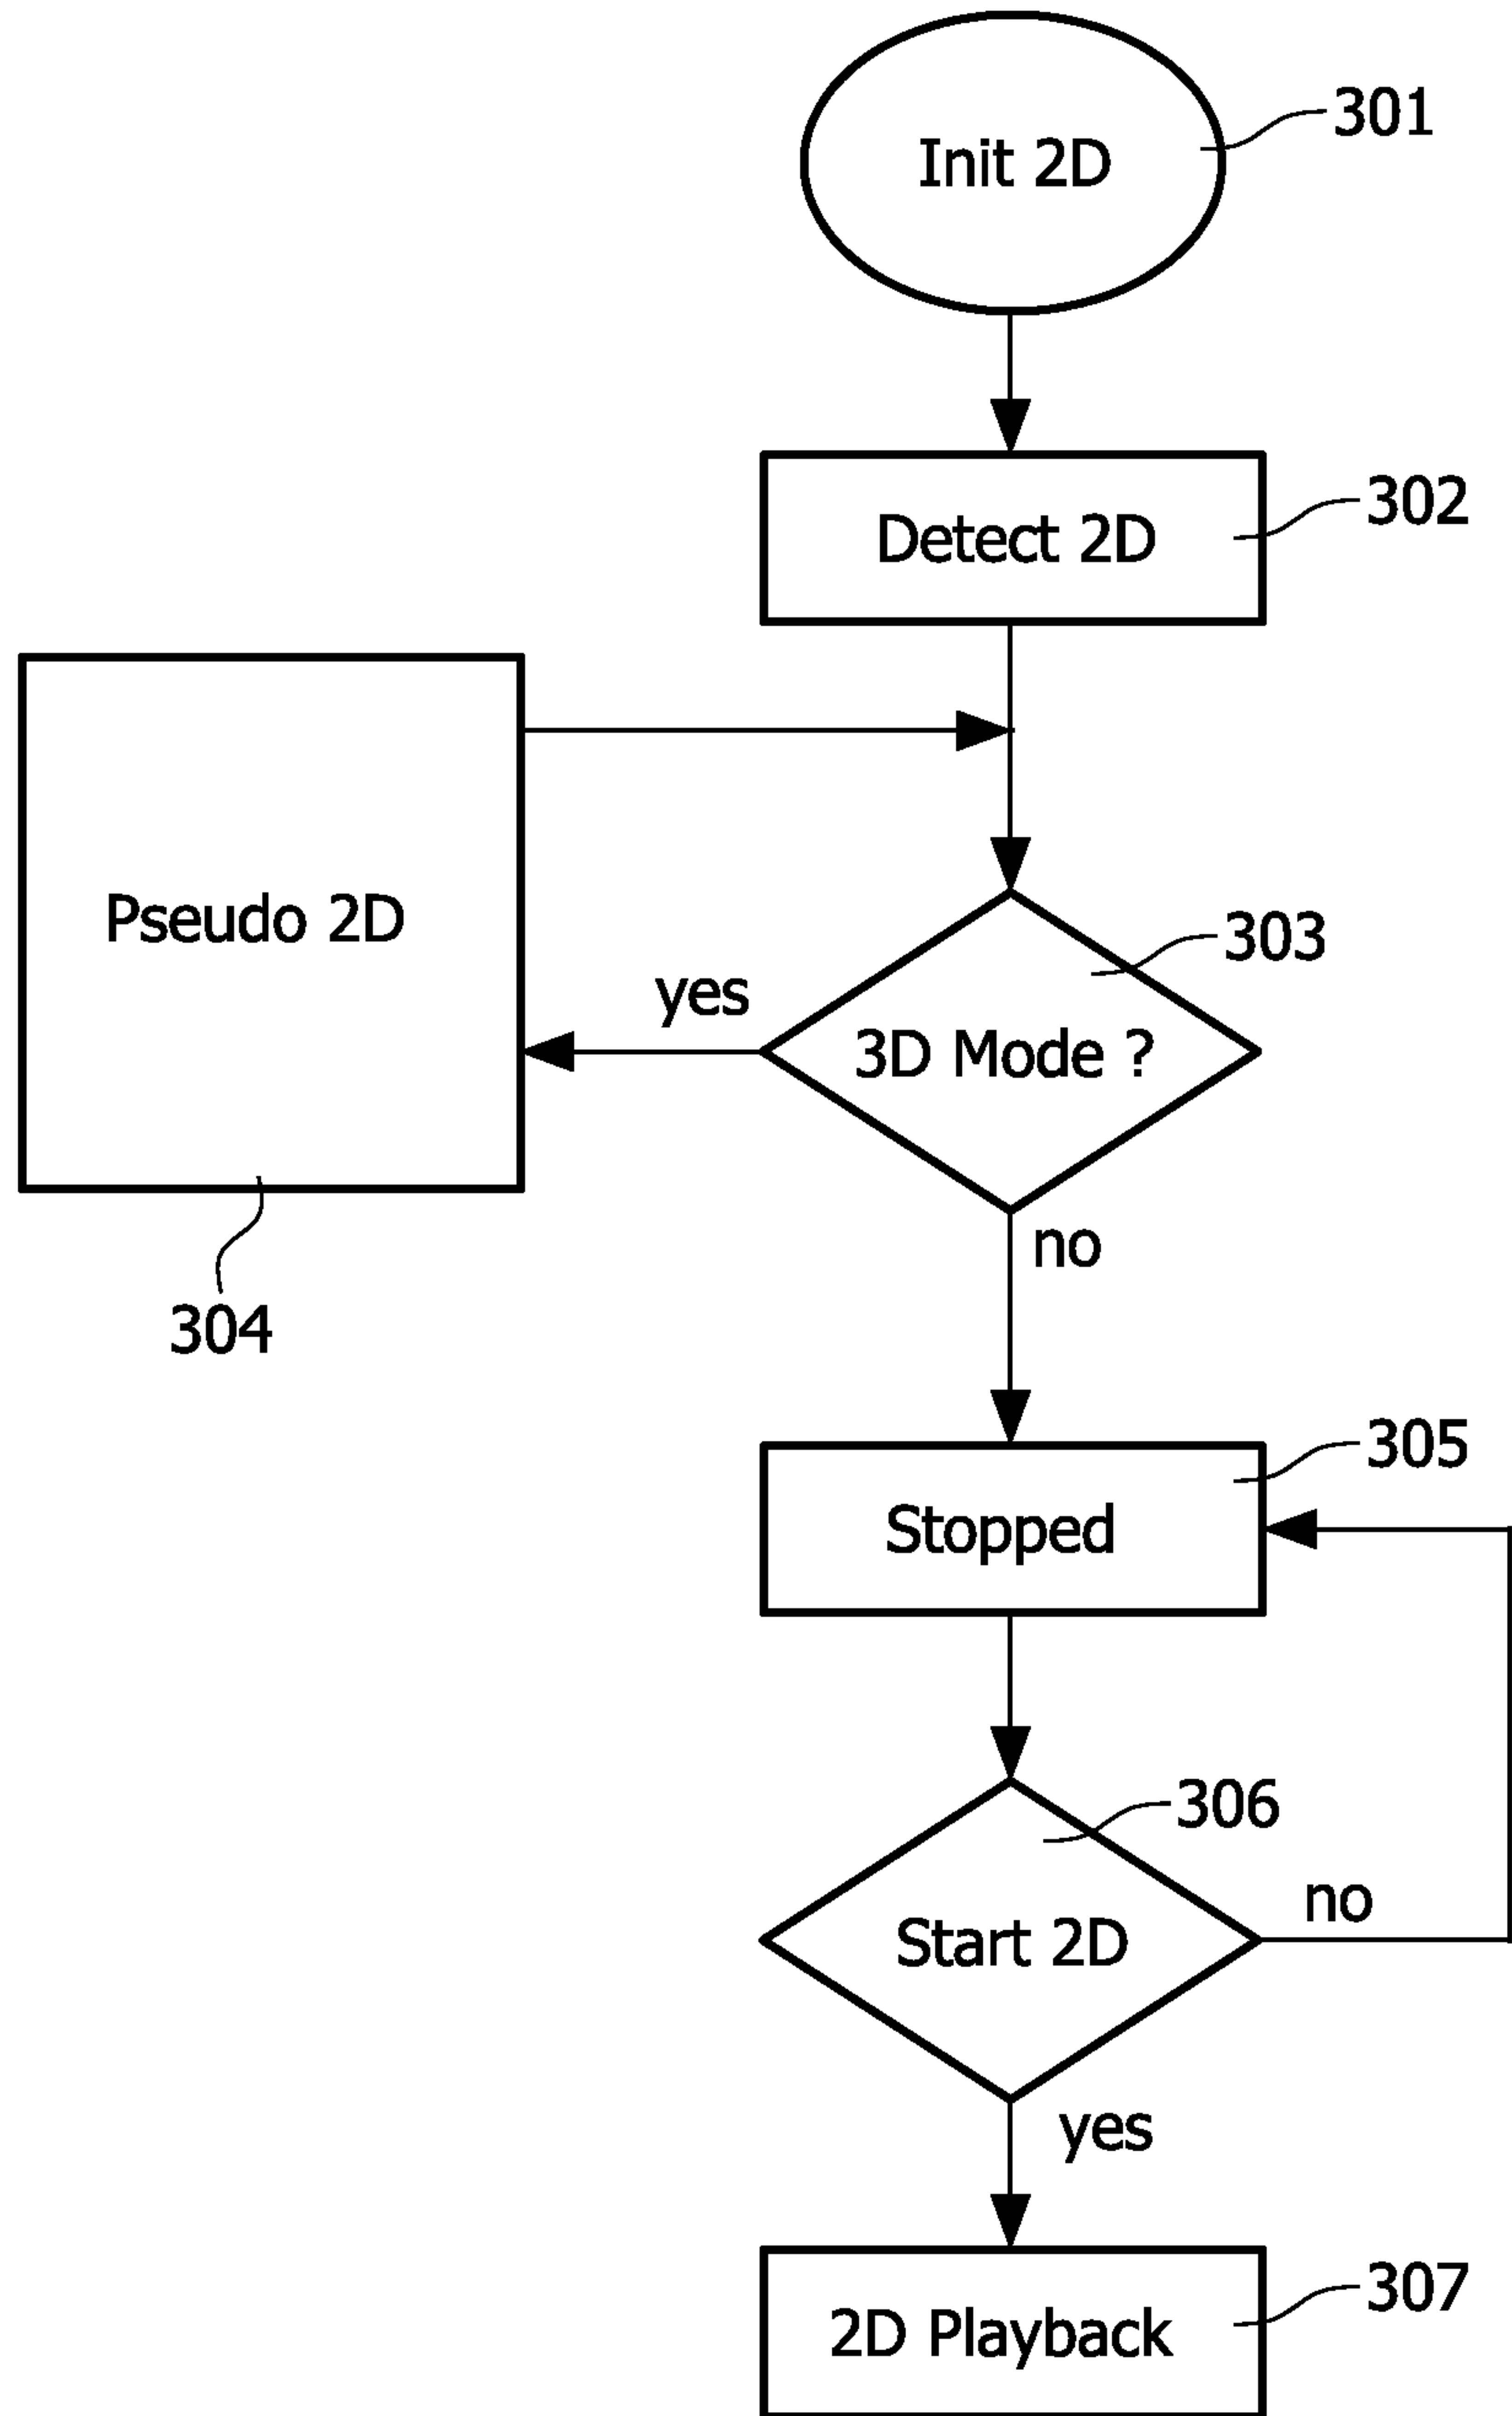 Init 2D
301
Detect 2D
302
Pseudo 2D
303
yes
3D Mode ?
no
304
305
Stopped
306
no
Start 2D
yes
307
2D Playback